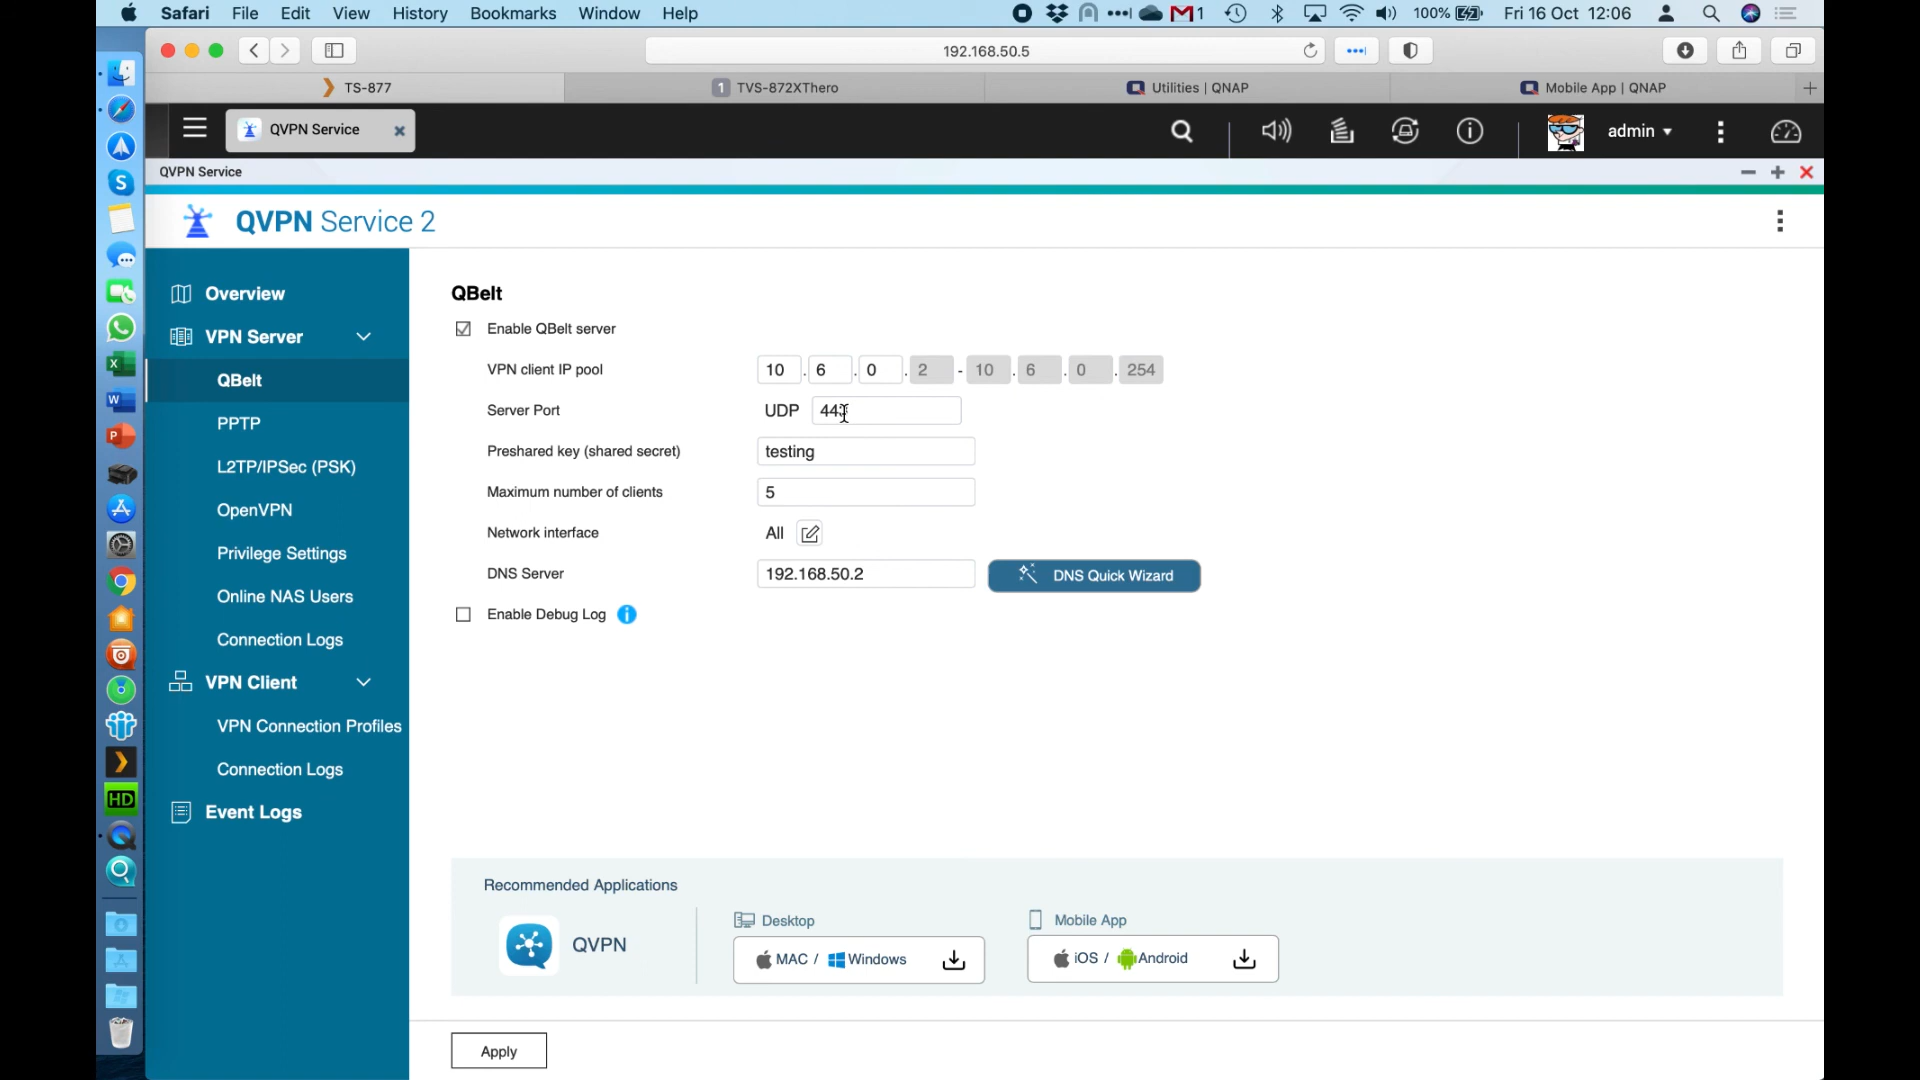 Safari File Edit View History Bookmarks Window Help 1 100% Fri 16 Oct 12:06
192.168.50.5
TS-877 1 TVS-872XThero Utilities | QNAP Mobile App | QNAP
QVPN Service admin
QVPN Service
QVPN Service 2
Overview
VPN Server
QBelt
PPTP
L2TP/IPSec (PSK)
OpenVPN
Privilege Settings
Online NAS Users
Connection Logs
VPN Client
VPN Connection Profiles
Connection Logs
Event Logs
QBelt
Enable QBelt server
VPN client IP pool 10 . 6 . 0 . 2 - 10 . 6 . 0 . 254
Server Port UDP
Preshared key (shared secret) testing
Maximum number of clients 5
Network interface All
DNS Server 192.168.50.2 DNS Quick Wizard
Enable Debug Log
Recommended Applications
QVPN
Desktop
MAC / Windows
Mobile App
iOS / Android
Apply
HD